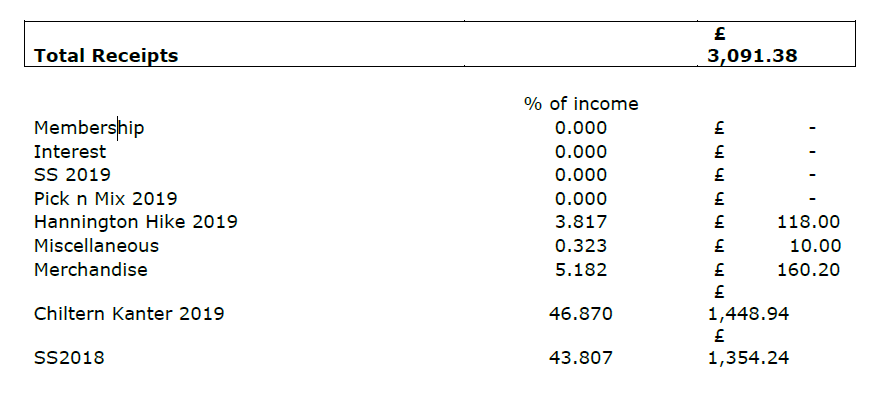 £
Total Receipts 3,091.38
% of income
Membership 0.000 £ -
Interest 0.000 £ -
SS 2019 0.000 £ -
Pick n Mix 2019 0.000 £ -
Hannington Hike 2019 3.817 £ 118.00
Miscellaneous 0.323 £ 10.00
Merchandise 5.182 £ 160.20
£
Chiltern Kanter 2019 46.870 1,448.94
£
SS2018 43.807 1,354.24